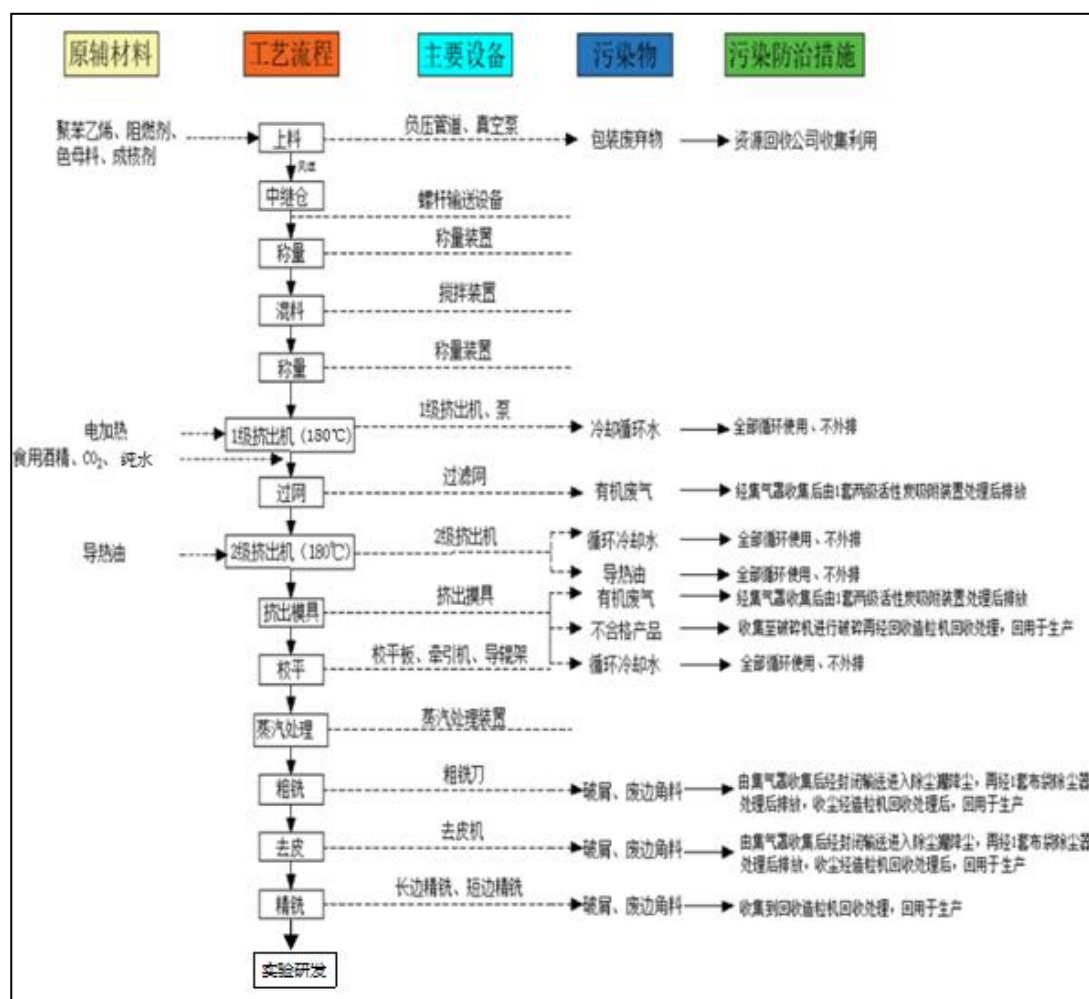 原辅材料 工艺流程 主要设备 污染物 污染防治措施
聚苯乙烯、阻燃剂、
色母料、成核剂
上料 负压管道、真空泵 包装废弃物 资源回收公司收集利用
中继仓
螺杆输送设备
称量 称量装置
混料 搅拌装置
称量 称量装置
电加热 1级挤出机（180℃） 1级挤出机、泵 冷却循环水 全部循环使用、不外排
食用酒精、CO₂、纯水
过网 过滤网 有机废气 经集气罩收集后由1套两级活性炭吸附装置处理后排放
导热油 2级挤出机（180℃） 2级挤出机 循环冷却水 全部循环使用、不外排
导热油 全部循环使用、不外排
挤出模具 挤出模具 有机废气 经集气罩收集后由1套两级活性炭吸附装置处理后排放
不合格产品 收集至破碎机进行破碎再经回收造粒机回收处理，回用于生产
校平 校平板、牵引机、导辊架 循环冷却水 全部循环使用、不外排
蒸汽处理 蒸汽处理装置
粗铣 粗铣刀 破屑、废边角料 由集气罩收集后经封闭输送进入除尘罐降尘，再经1套布袋除尘器
处理后排放，收尘经造粒机回收处理后，回用于生产
去皮 去皮机 破屑、废边角料 由集气罩收集后经封闭输送进入除尘罐降尘，再经1套布袋除尘器
处理后排放，收尘经造粒机回收处理后，回用于生产
精铣 长边精铣、短边精铣 破屑、废边角料 收集到回收造粒机回收处理，回用于生产
实验研发